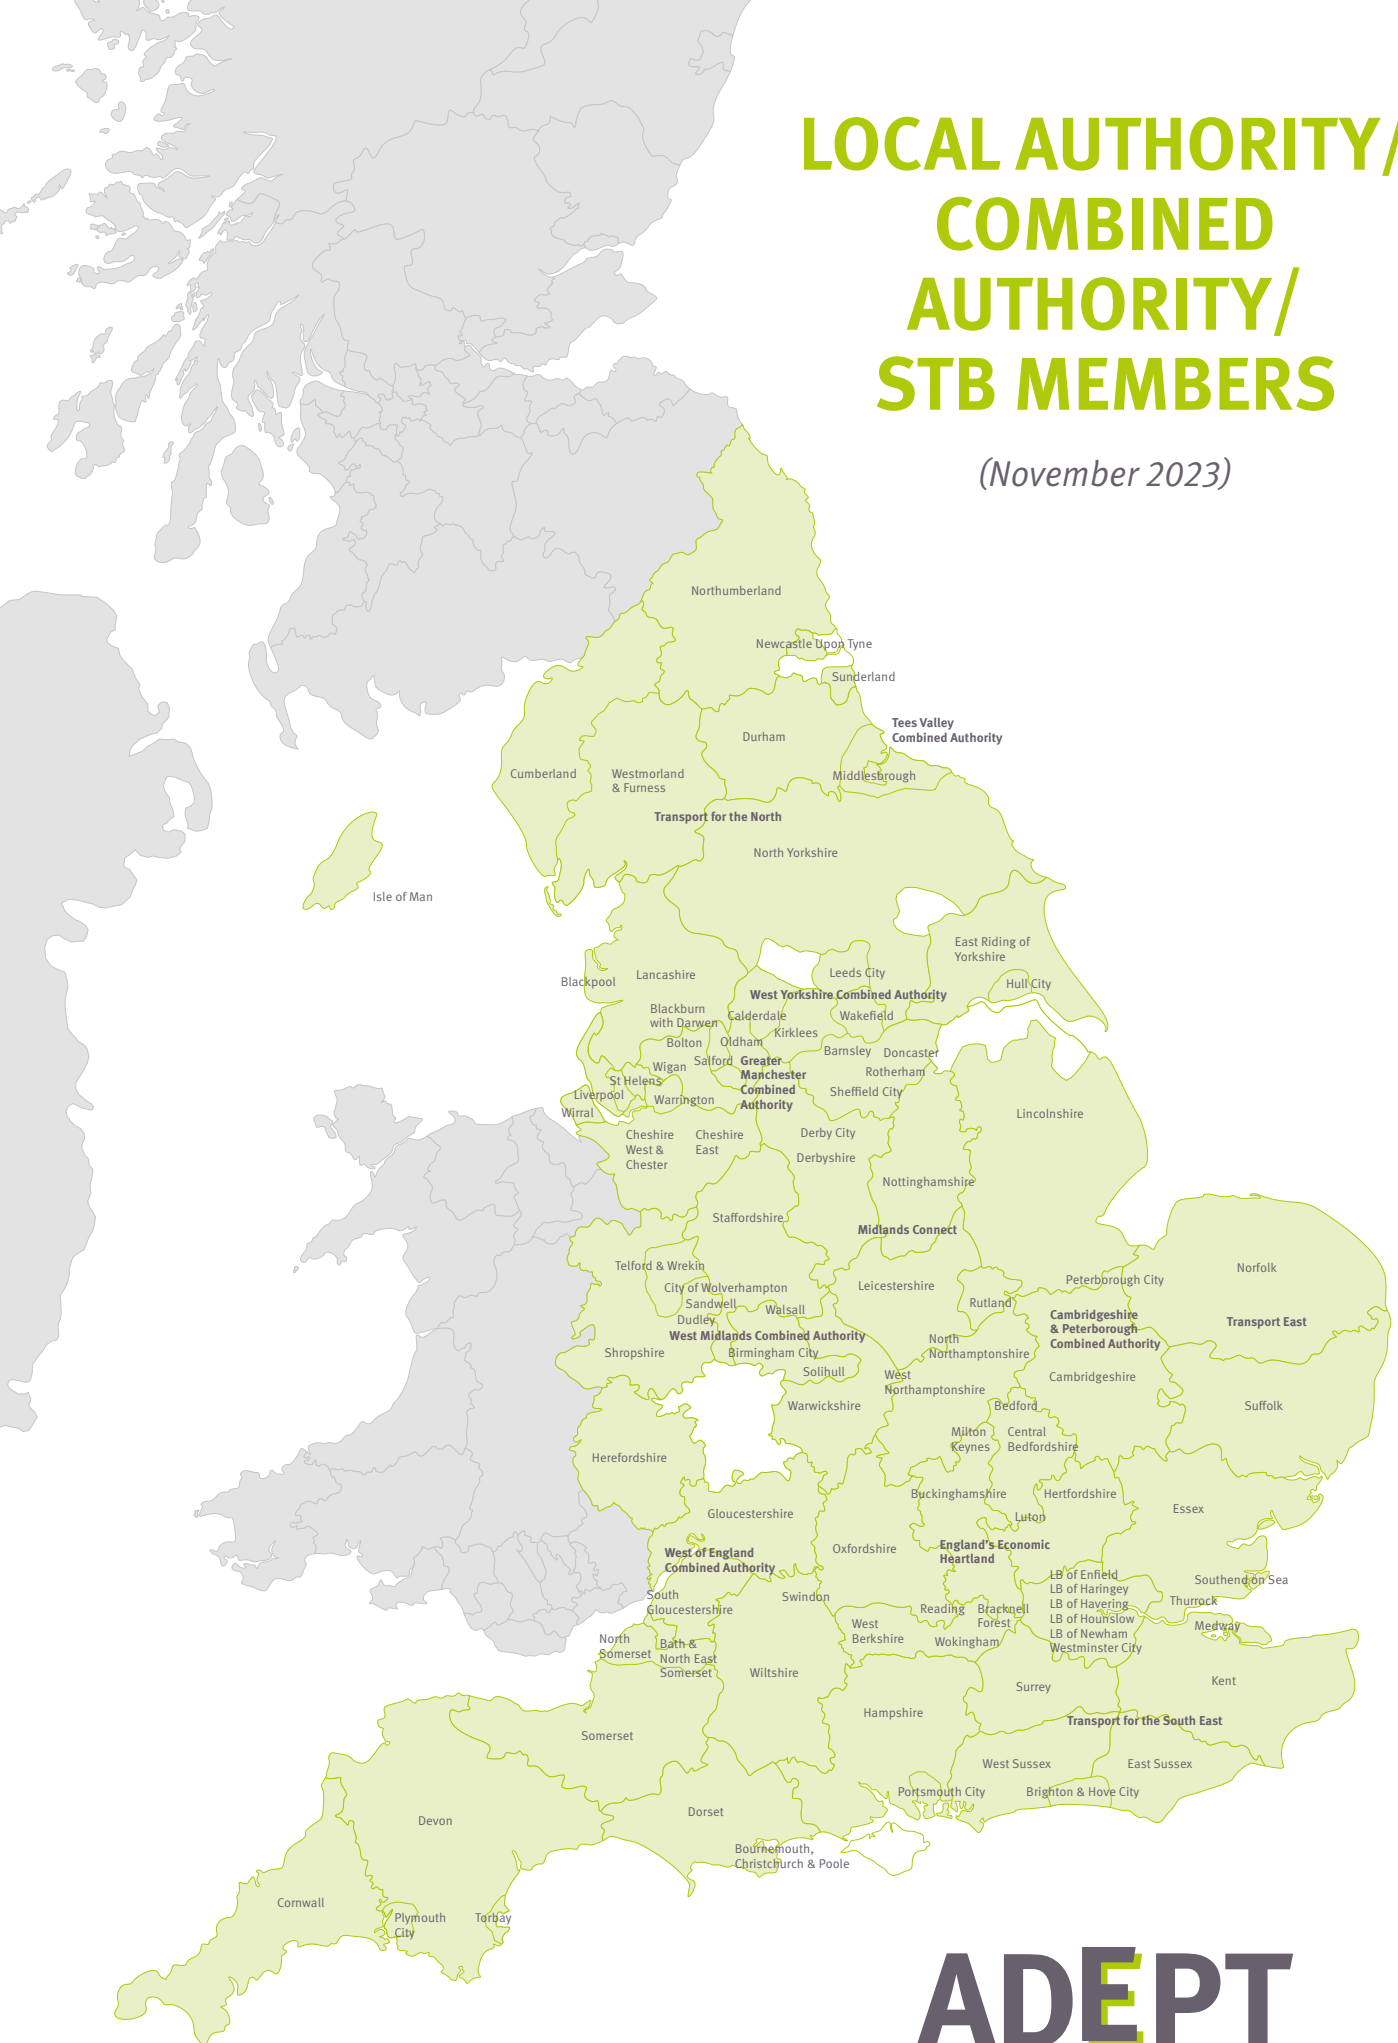 LOCAL AUTHORITY/
COMBINED
AUTHORITY/
STB MEMBERS
(November 2023)
Northumberland
Newcastle Upon Tyne
Sunderland
Tees Valley
Combined Authority
Durham
Cumberland
Westmorland
& Furness
Middlesbrough
Transport for the North
North Yorkshire
Isle of Man
East Riding of
Yorkshire
Leeds City
Lancashire
Blackpool
Hull City
West Yorkshire Combined Authority
Blackburn
with Darwen
Calderdale
Wakefield
Kirklees
Bolton
Oldham
Barnsley
Doncaster
Salford
Wigan
Greater
Manchester
Combined
Authority
Rotherham
St Helens
Liverpool
Warrington
Sheffield City
Wirral
Lincolnshire
Cheshire
West &
Chester
Cheshire
East
Derby City
Derbyshire
Nottinghamshire
Staffordshire
Midlands Connect
Telford & Wrekin
Leicestershire
Peterborough City
Norfolk
City of Wolverhampton
Sandwell
Walsall
Dudley
Rutland
Cambridgeshire
& Peterborough
Combined Authority
Transport East
West Midlands Combined Authority
North
Northamptonshire
Shropshire
Birmingham City
Solihull
West
Northamptonshire
Cambridgeshire
Warwickshire
Bedford
Suffolk
Milton
Keynes
Central
Bedfordshire
Herefordshire
Buckinghamshire
Hertfordshire
Gloucestershire
Luton
Essex
West of England
Combined Authority
Oxfordshire
England's Economic
Heartland
LB of Enfield
LB of Haringey
LB of Havering
LB of Hounslow
LB of Newham
Westminster City
Southend on Sea
South
Gloucestershire
Swindon
Thurrock
Reading
Bracknell
Forest
West
Berkshire
Medway
North
Somerset
Bath &
North East
Somerset
Wokingham
Wiltshire
Kent
Surrey
Hampshire
Transport for the South East
Somerset
West Sussex
East Sussex
Portsmouth City
Brighton & Hove City
Dorset
Devon
Bournemouth,
Christchurch & Poole
Cornwall
Plymouth
City
Torbay
ADEPT